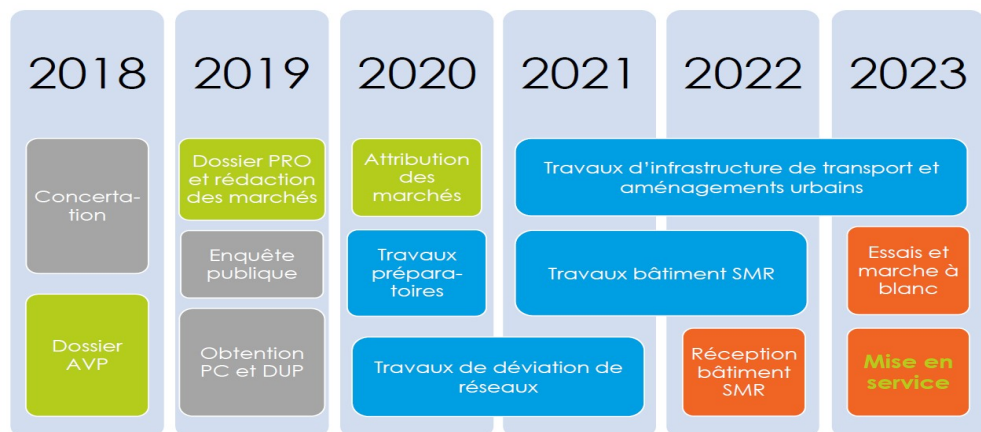 2018
2019
2020
2021
2022
2023
Concerta-
tion
Dossier PRO
et rédaction
des marchés
Attribution
des
marchés
Travaux d'infrastructure de transport et
aménagements urbains
Enquête
publique
Travaux
prépara-
toires
Travaux bâtiment SMR
Essais et
marche à
blanc
Dossier
AVP
Obtention
PC et DUP
Travaux de déviation de
réseaux
Réception
bâtiment
SMR
Mise en
service